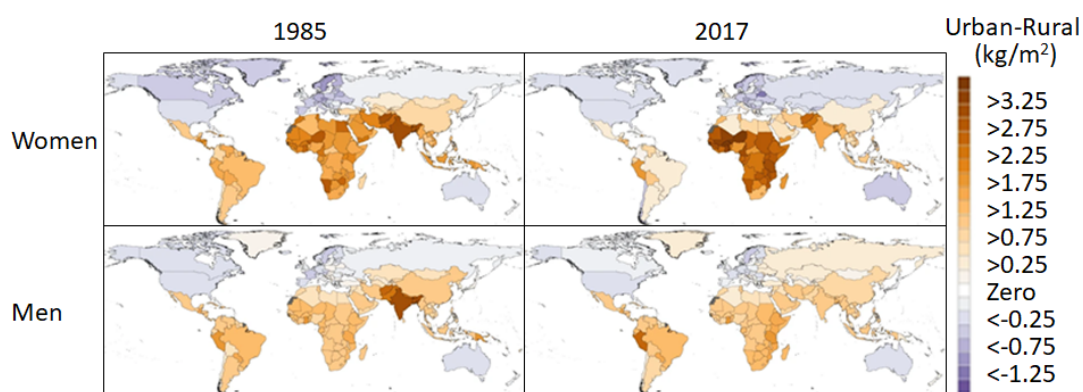 1985
2017
Urban-Rural
(kg/m²)
Women
Men
>3.25
>2.75
>2.25
>1.75
>1.25
>0.75
>0.25
Zero
<-0.25
<-0.75
<-1.25